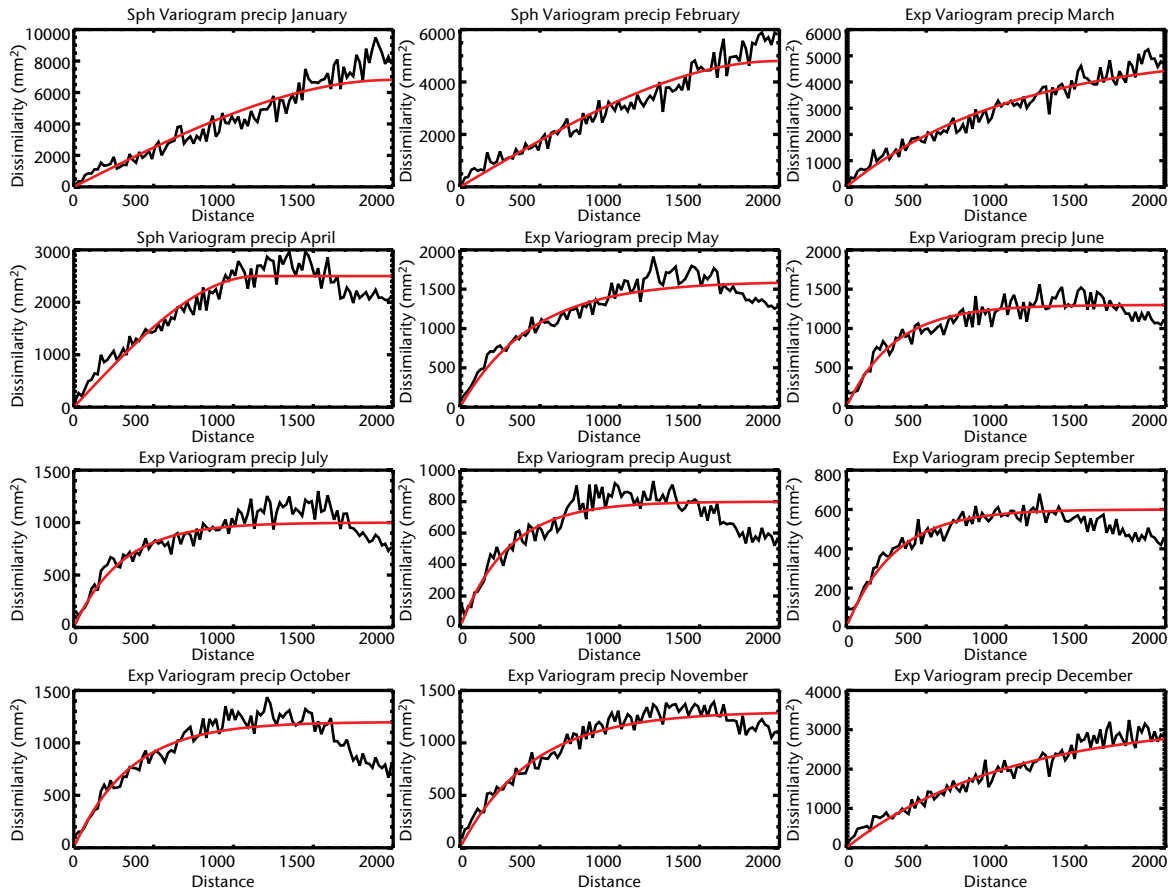 Sph Variogram precip January
Dissimilarity (mm²)
10000
8000
6000
4000
2000
0
0 500 1000 1500 2000
Distance
Sph Variogram precip February
Dissimilarity (mm²)
6000
4000
2000
0
0 500 1000 1500 2000
Distance
Exp Variogram precip March
Dissimilarity (mm²)
6000
5000
4000
3000
2000
1000
0
0 500 1000 1500 2000
Distance
Sph Variogram precip April
Dissimilarity (mm²)
3000
2000
1000
0
0 500 1000 1500 2000
Distance
Exp Variogram precip May
Dissimilarity (mm²)
2000
1500
1000
500
0
0 500 1000 1500 2000
Distance
Exp Variogram precip June
Dissimilarity (mm²)
2000
1500
1000
500
0
0 500 1000 1500 2000
Distance
Exp Variogram precip July
Dissimilarity (mm²)
1500
1000
500
0
0 500 1000 1500 2000
Distance
Exp Variogram precip August
Dissimilarity (mm²)
1000
800
600
400
200
0
0 500 1000 1500 2000
Distance
Exp Variogram precip September
Dissimilarity (mm²)
800
600
400
200
0
0 500 1000 1500 2000
Distance
Exp Variogram precip October
Dissimilarity (mm²)
1500
1000
500
0
0 500 1000 1500 2000
Distance
Exp Variogram precip November
Dissimilarity (mm²)
1500
1000
500
0
0 500 1000 1500 2000
Distance
Exp Variogram precip December
Dissimilarity (mm²)
4000
3000
2000
1000
0
0 500 1000 1500 2000
Distance